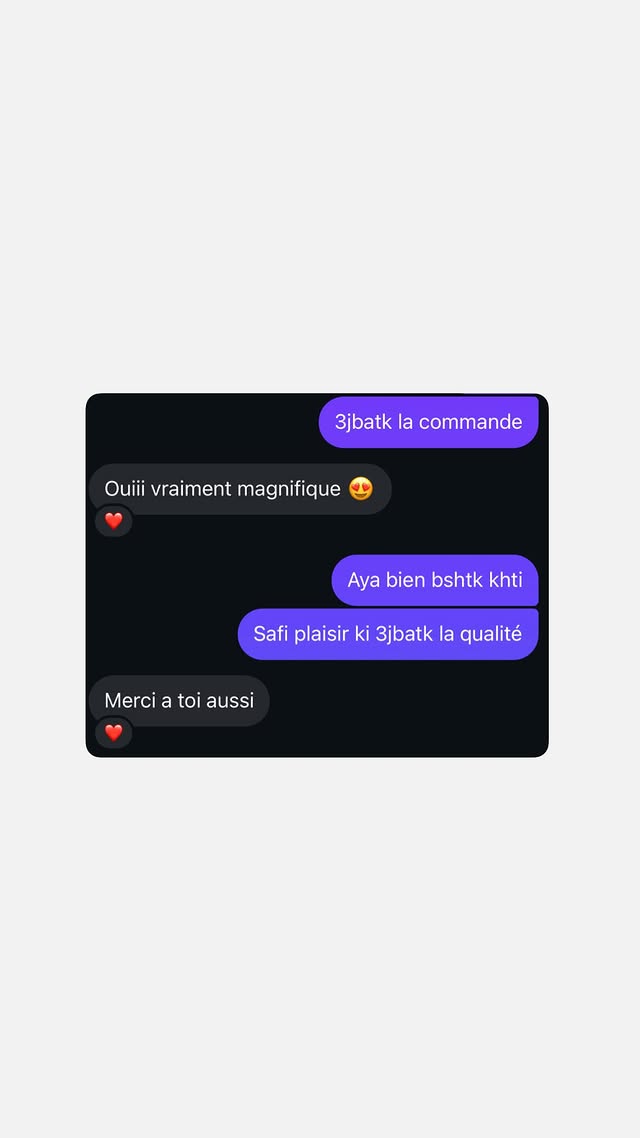 3jbatk la commande
Ouiii vraiment magnifique 😍
❤️
Aya bien bshtk khti
Safi plaisir ki 3jbatk la qualité
Merci a toi aussi
❤️